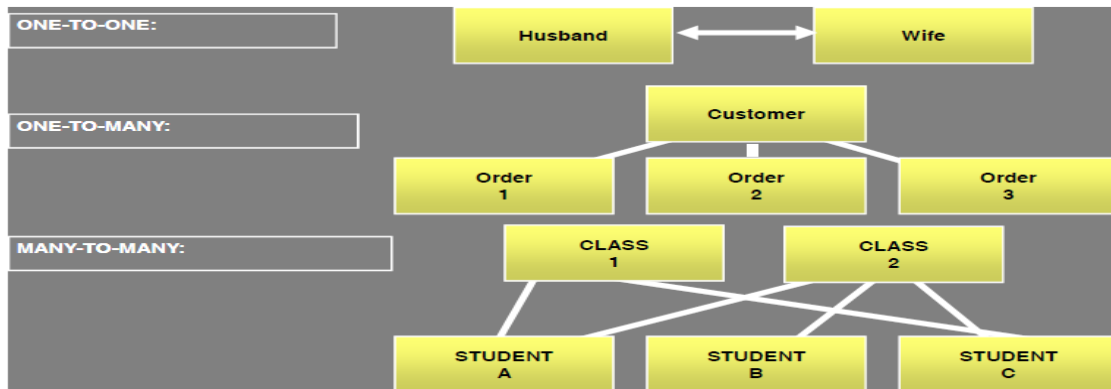 ONE-TO-ONE:
Husband
Wife
ONE-TO-MANY:
Customer
Order
1
Order
2
Order
3
MANY-TO-MANY:
CLASS
1
CLASS
2
STUDENT
A
STUDENT
B
STUDENT
C